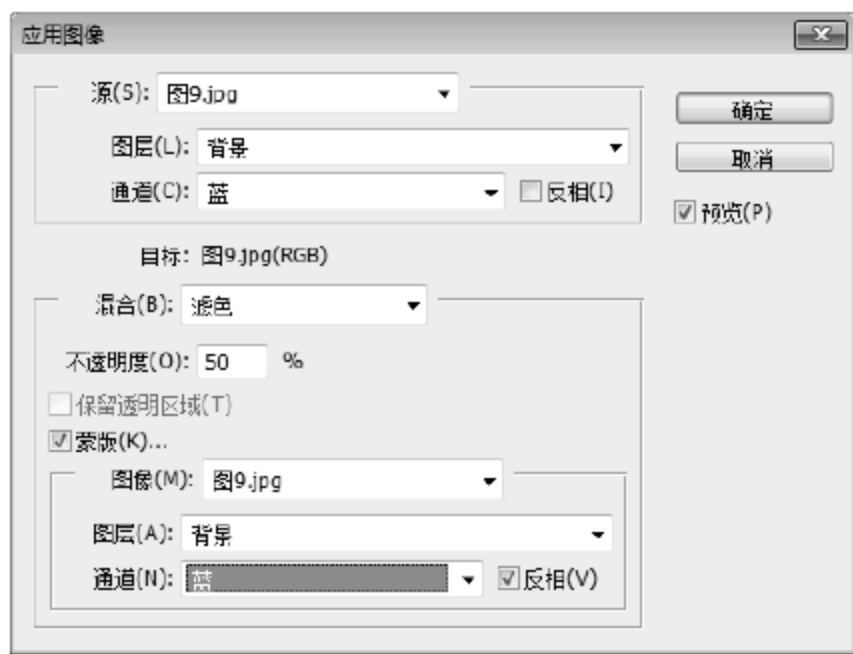 应用图像
源(S): 图9.jpg
确定
图层(L): 背景
取消
通道(C): 蓝 反相(I)
预览(P)
目标: 图9.jpg(RGB)
混合(B): 滤色
不透明度(O): 50 %
保留透明区域(T)
蒙版(K)...
图像(M): 图9.jpg
图层(A): 背景
通道(N): 蓝 反相(V)